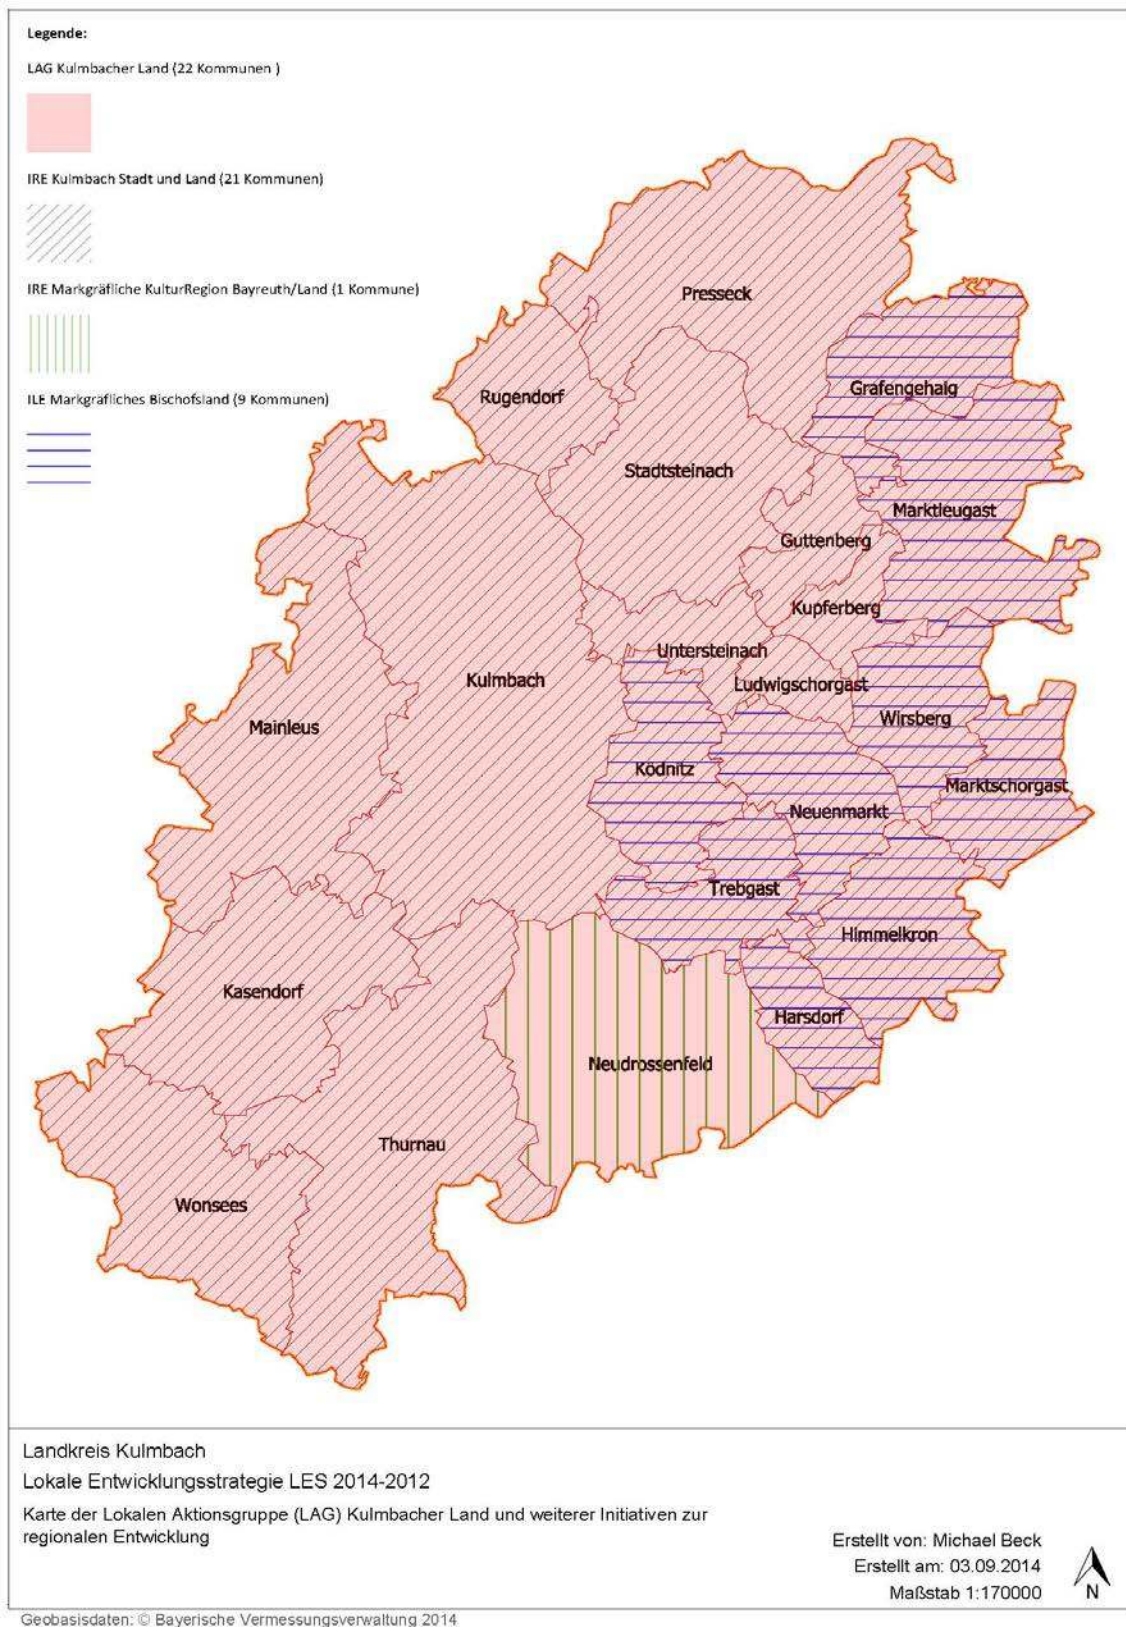 Legende:
LAG Kulmbacher Land (22 Kommunen )
IRE Kulmbach Stadt und Land (21 Kommunen)
IRE Markgräfliche KulturRegion Bayreuth/Land (1 Kommune)
ILE Markgräfliches Bischofsland (9 Kommunen)
Presseck
Grafengehaig
Rugendorf
Stadtsteinach
Marktleugast
Guttenberg
Kupferberg
Untersteinach
Kulmbach
Ludwigschorgast
Wirsberg
Mainleus
Ködnitz
Marktschorgast
Neuenmarkt
Trebgast
Himmelkron
Kasendorf
Harsdorf
Neudrossenfeld
Thurnau
Wonsees
Landkreis Kulmbach
Lokale Entwicklungsstrategie LES 2014-2012
Karte der Lokalen Aktionsgruppe (LAG) Kulmbacher Land und weiterer Initiativen zur
regionalen Entwicklung
Erstellt von: Michael Beck
Erstellt am: 03.09.2014
Maßstab 1:170000
N
Geobasisdaten: © Bayerische Vermessungsverwaltung 2014